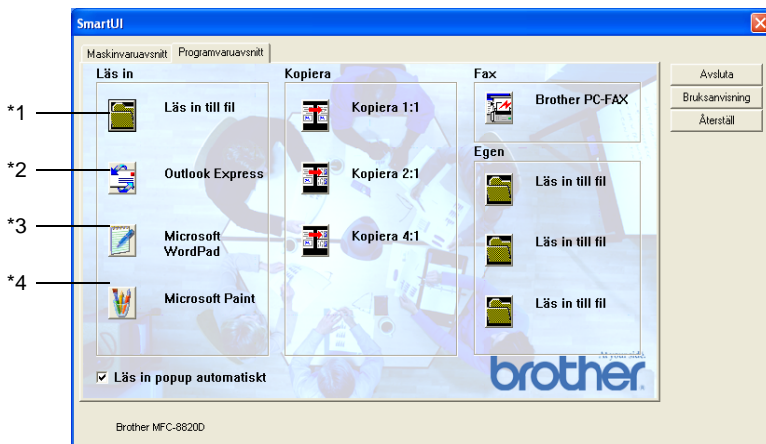 SmartUI
Maskinvaruavsnitt Programvaruavsnitt
Läs in
*1 Läs in till fil
*2 Outlook Express
*3 Microsoft
WordPad
*4 Microsoft Paint
Kopiera
Kopiera 1:1
Kopiera 2:1
Kopiera 4:1
Fax
Brother PC-FAX
Egen
Läs in till fil
Läs in till fil
Läs in till fil
Avsluta
Bruksanvisning
Återställ
At your side.
brother
Läs in popup automatiskt
Brother MFC-8820D